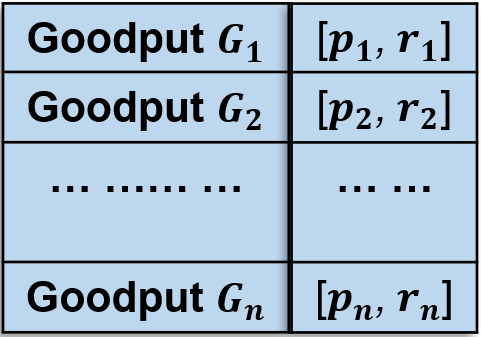 Goodput G₁ [p₁, r₁]
Goodput G₂ [p₂, r₂]
... ...... ... ... ...
Goodput Gₙ [pₙ, rₙ]